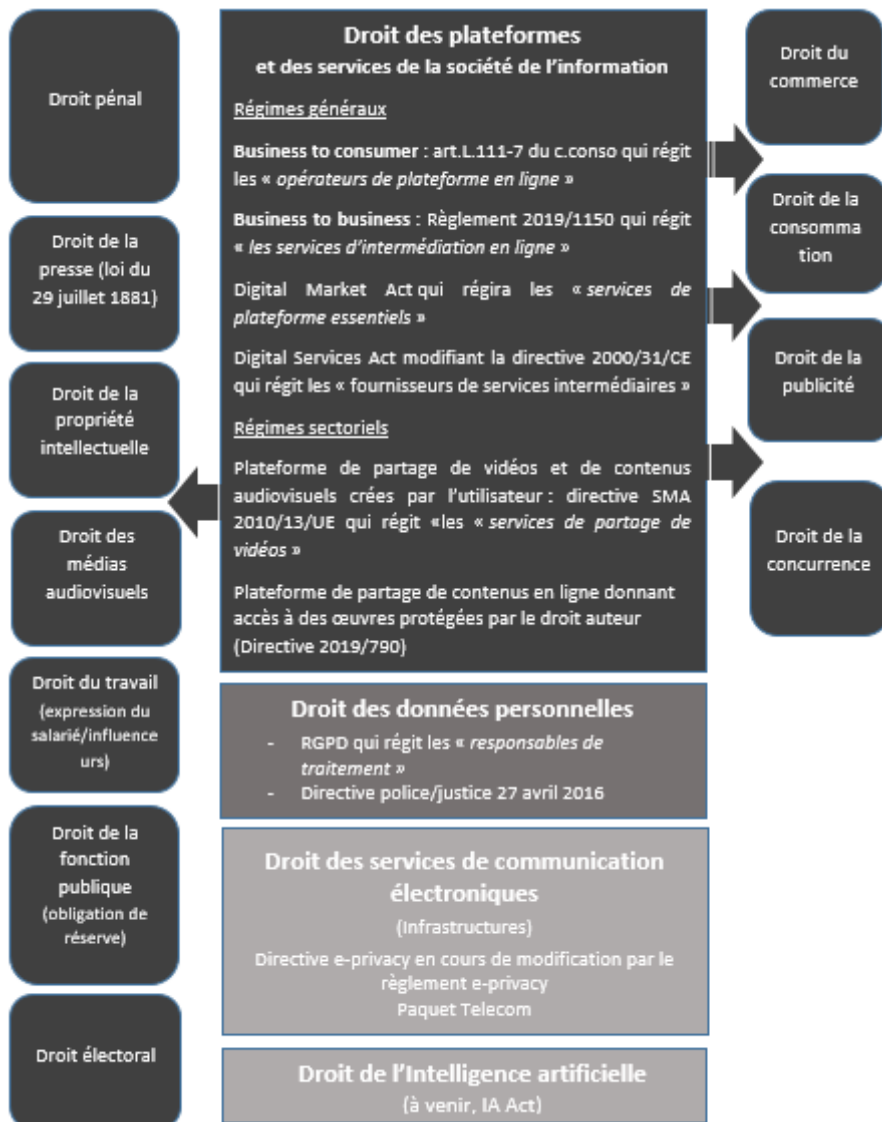 Droit pénal
Droit de la
presse (loi du
29 juillet 1881)
Droit de la
propriété
intellectuelle
Droit des
médias
audiovisuels
Droit du travail
(expression du
salarié/influence
urs)
Droit de la
fonction
publique
(obligation de
réserve)
Droit électoral
Droit des plateformes
et des services de la société de l'information
Régimes généraux
Business to consumer : art.L.111-7 du c.conso qui régit
les « opérateurs de plateforme en ligne »
Business to business : Règlement 2019/1150 qui régit
« les services d'intermédiation en ligne »
Digital Market Act qui régira les « services de
plateforme essentiels »
Digital Services Act modifiant la directive 2000/31/CE
qui régit les « fournisseurs de services intermédiaires »
Régimes sectoriels
Plateforme de partage de vidéos et de contenus
audiovisuels crées par l'utilisateur : directive SMA
2010/13/UE qui régit «les « services de partage de
vidéos »
Plateforme de partage de contenus en ligne donnant
accès à des œuvres protégées par le droit auteur
(Directive 2019/790)
Droit des données personnelles
- RGPD qui régit les « responsables de
traitement »
- Directive police/justice 27 avril 2016
Droit des services de communication
électroniques
(Infrastructures)
Directive e-privacy en cours de modification par le
règlement e-privacy
Paquet Telecom
Droit de l'Intelligence artificielle
(à venir, IA Act)
Droit du
commerce
Droit de la
consomma
tion
Droit de la
publicité
Droit de la
concurrence